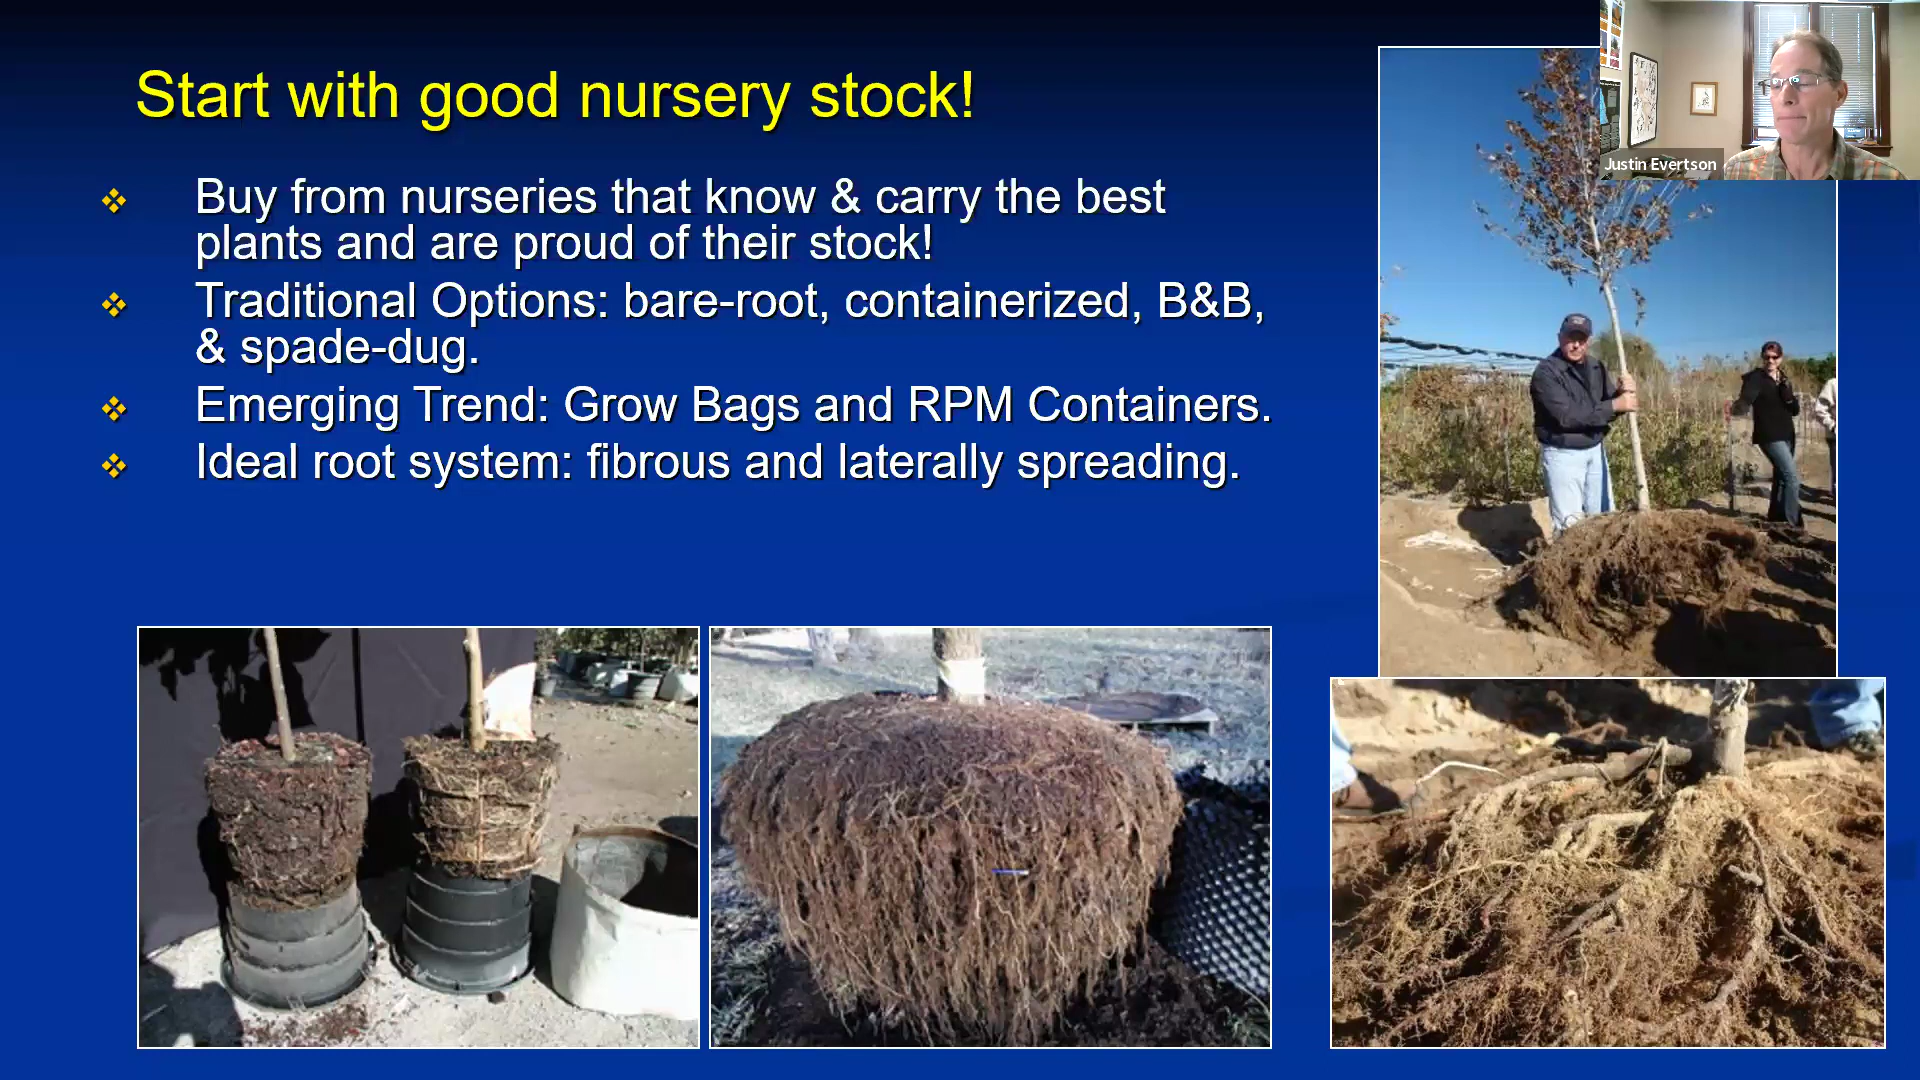 Start with good nursery stock!
Buy from nurseries that know & carry the best
plants and are proud of their stock!
Traditional Options: bare-root, containerized, B&B,
& spade-dug.
Emerging Trend: Grow Bags and RPM Containers.
Ideal root system: fibrous and laterally spreading.
Justin Evertson